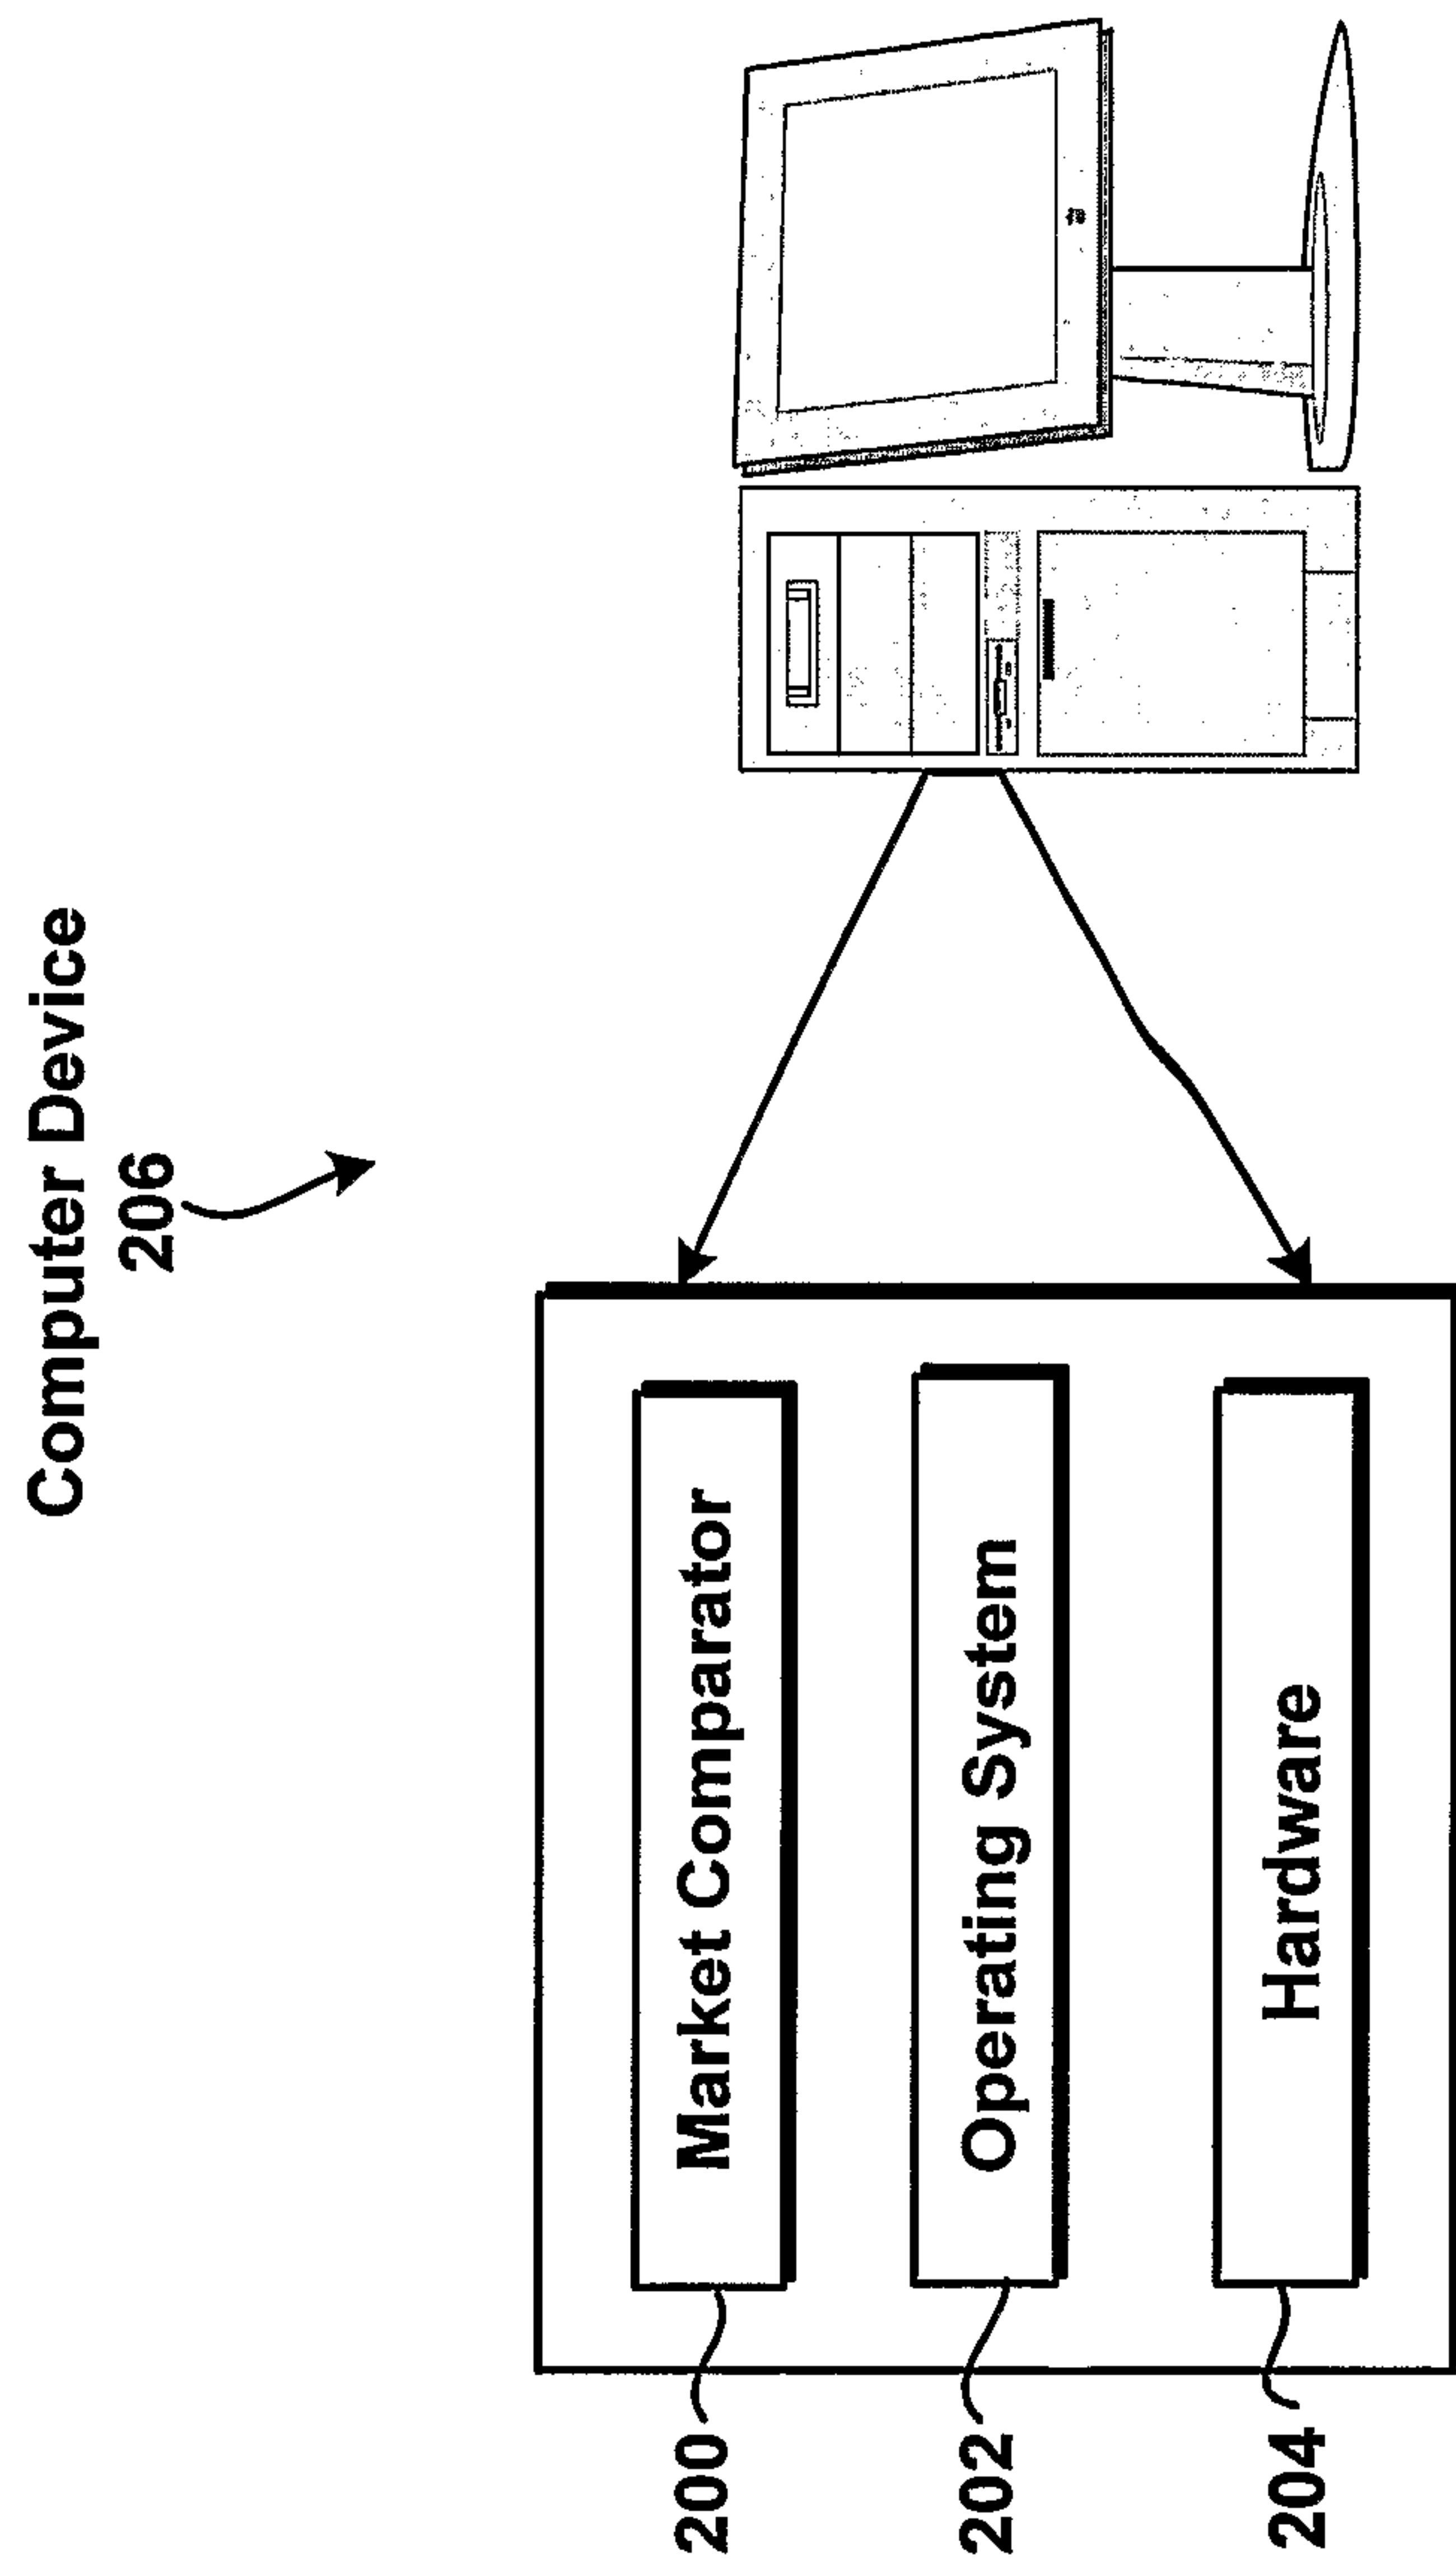 Computer Device
206
200
Market Comparator
202
Operating System
204
Hardware